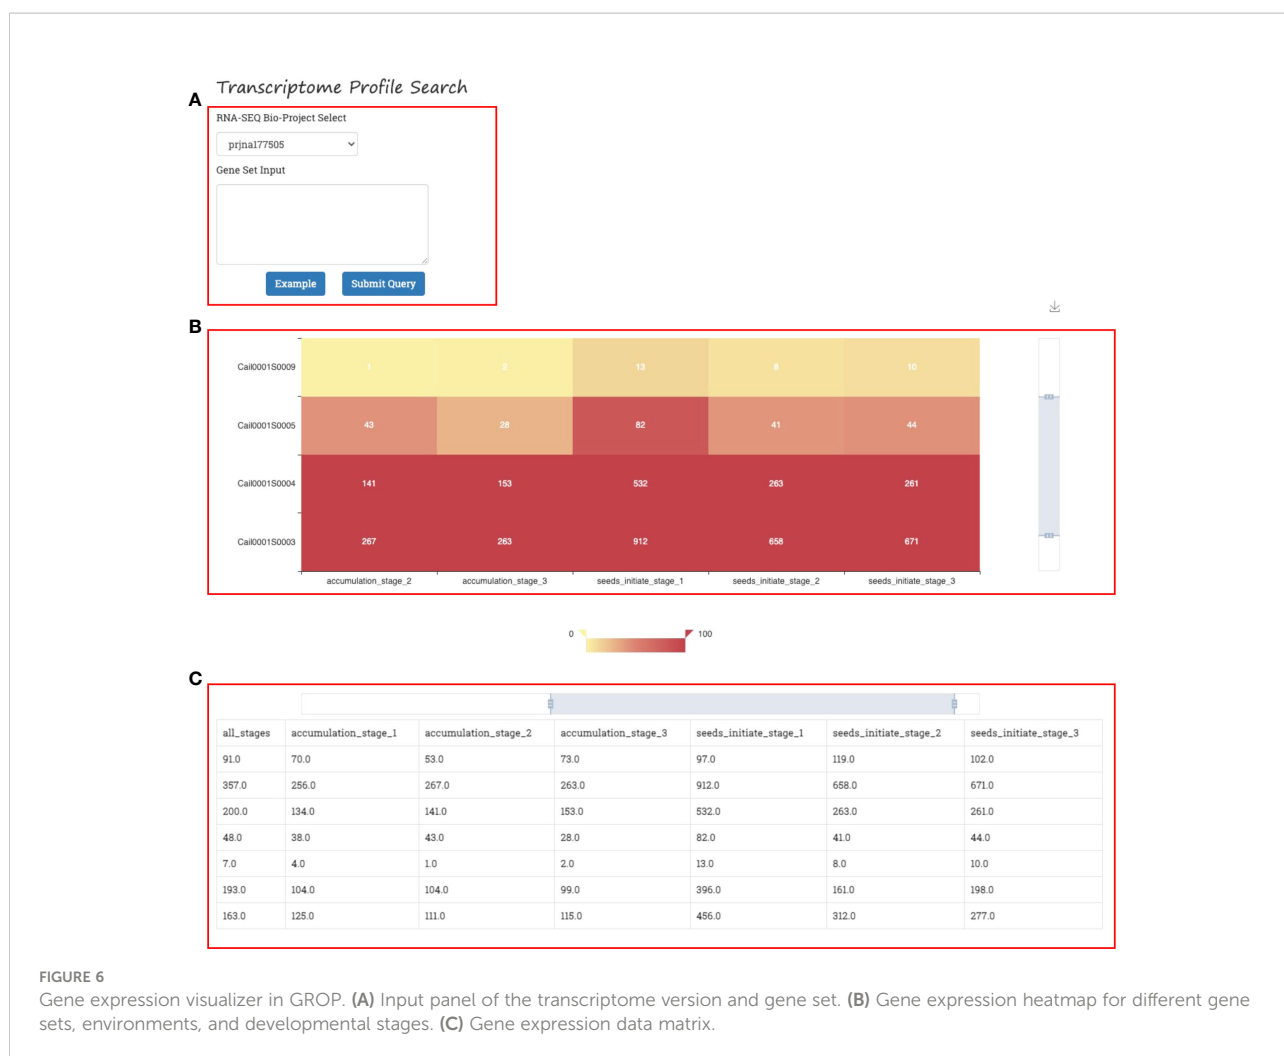 Transcriptome Profile Search
A
RNA-SEQ Bio-Project Select
prjna177505
Gene Set Input
Example Submit Query
B
Cail0001S0009 1 2 13 8 10
Cail0001S0005 43 28 82 41 44
Cail0001S0004 141 153 532 263 261
Cail0001S0003 267 263 912 658 671
accumulation_stage_2 accumulation_stage_3 seeds_initiate_stage_1 seeds_initiate_stage_2 seeds_initiate_stage_3
0 100
C
all_stages accumulation_stage_1 accumulation_stage_2 accumulation_stage_3 seeds_initiate_stage_1 seeds_initiate_stage_2 seeds_initiate_stage_3
91.0 70.0 53.0 73.0 97.0 119.0 102.0
357.0 256.0 267.0 263.0 912.0 658.0 671.0
200.0 134.0 141.0 153.0 532.0 263.0 261.0
48.0 38.0 43.0 28.0 82.0 41.0 44.0
7.0 4.0 1.0 2.0 13.0 8.0 10.0
193.0 104.0 104.0 99.0 396.0 161.0 198.0
163.0 125.0 111.0 115.0 456.0 312.0 277.0
FIGURE 6
Gene expression visualizer in GROP. (A) Input panel of the transcriptome version and gene set. (B) Gene expression heatmap for different gene
sets, environments, and developmental stages. (C) Gene expression data matrix.